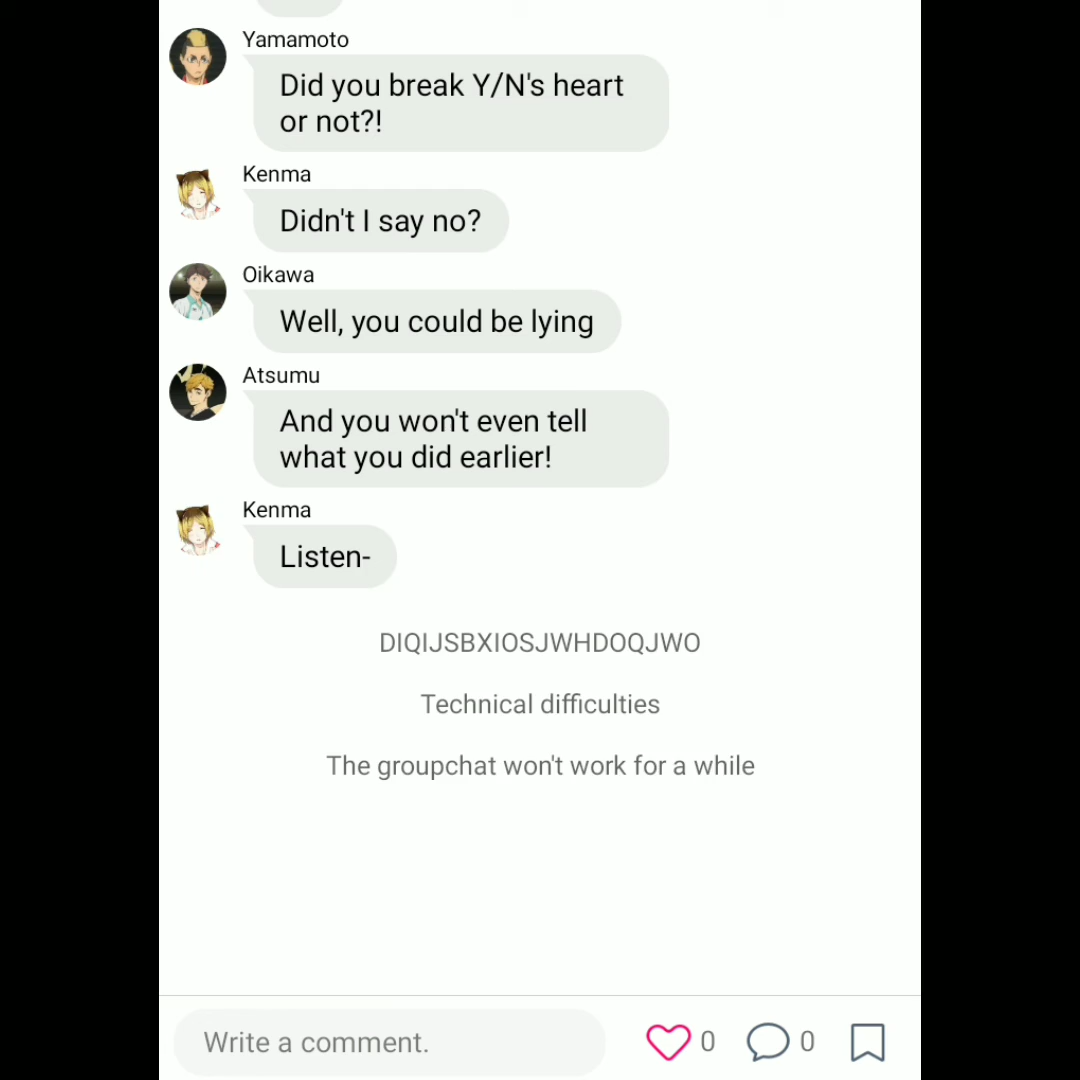 Yamamoto
Did you break Y/N's heart
or not?!
Kenma
Didn't I say no?
Oikawa
Well, you could be lying
Atsumu
And you won't even tell
what you did earlier!
Kenma
Listen-
DIQIJSBXIOSJWHDOQJWO
Technical difficulties
The groupchat won't work for a while
Write a comment.
0
0